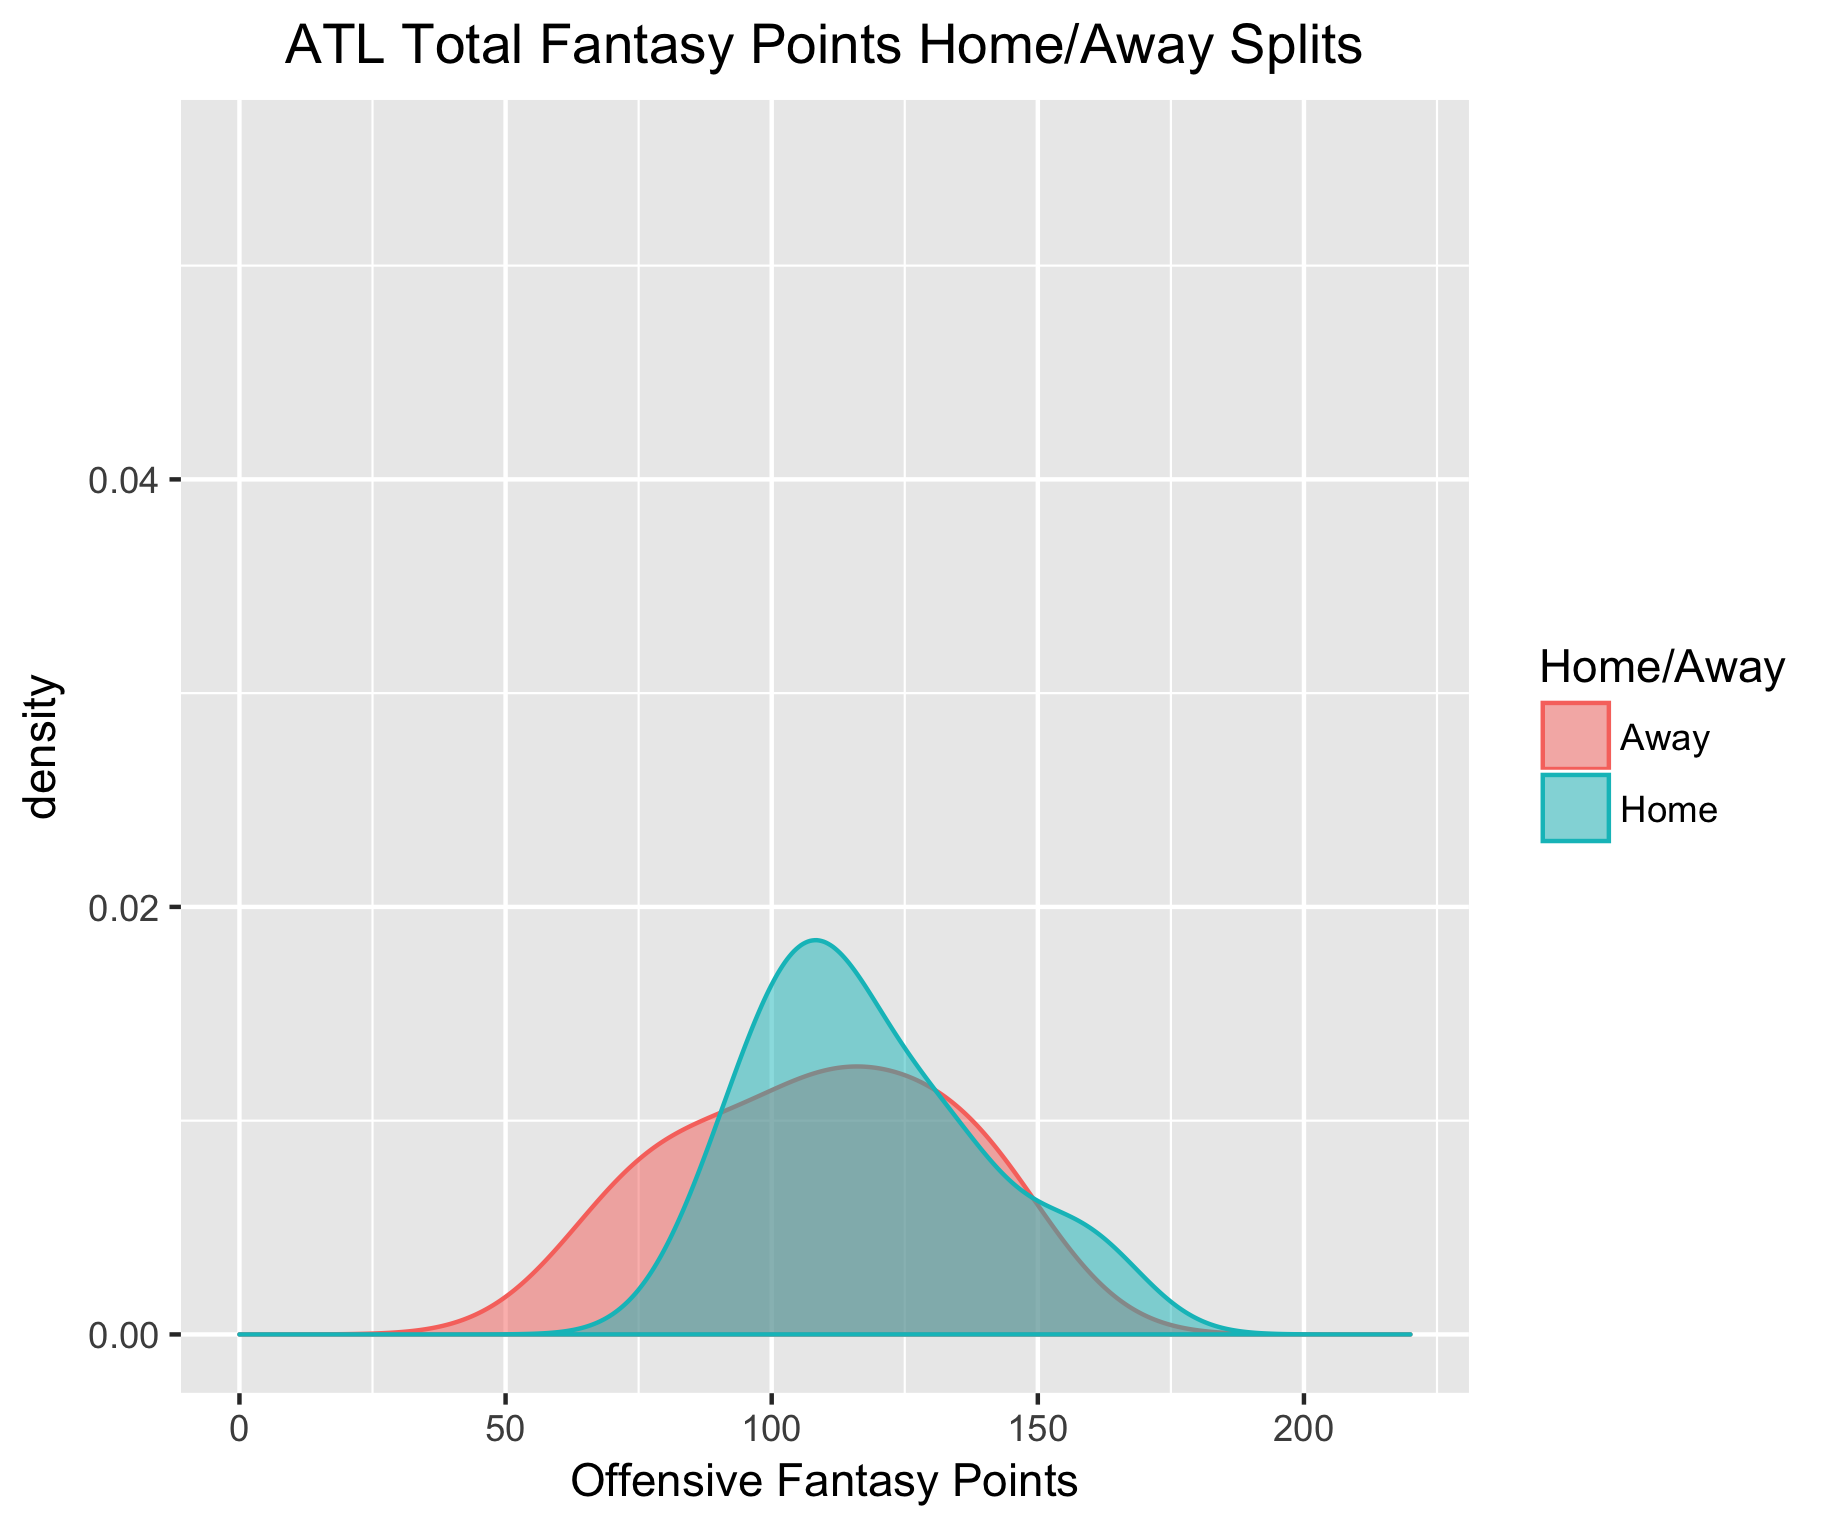 ATL Total Fantasy Points Home/Away Splits
density
0.04
0.02
0.00
0 50 100 150 200
Offensive Fantasy Points
Home/Away
Away
Home